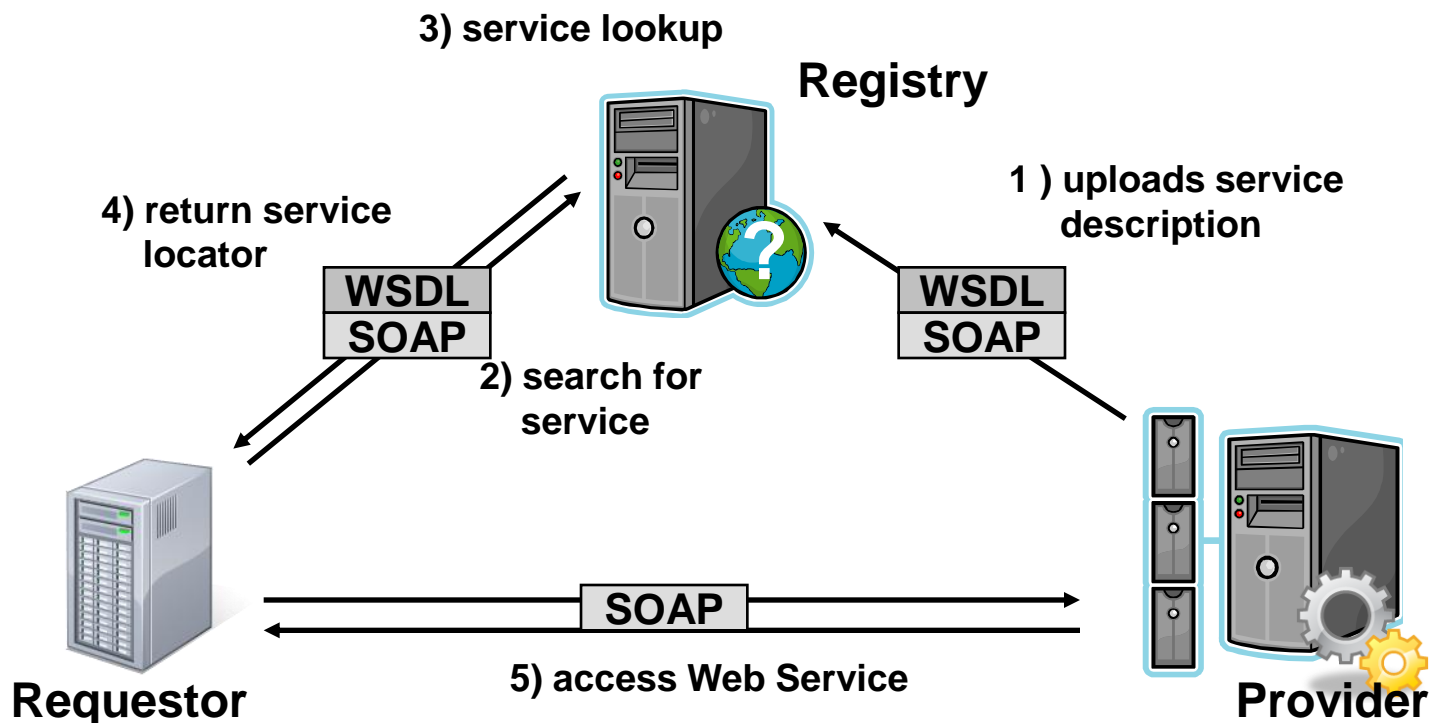 3) service lookup
Registry
1 ) uploads service
description
4) return service
locator
WSDL
SOAP
WSDL
SOAP
2) search for
service
?
SOAP
5) access Web Service
Requestor
Provider